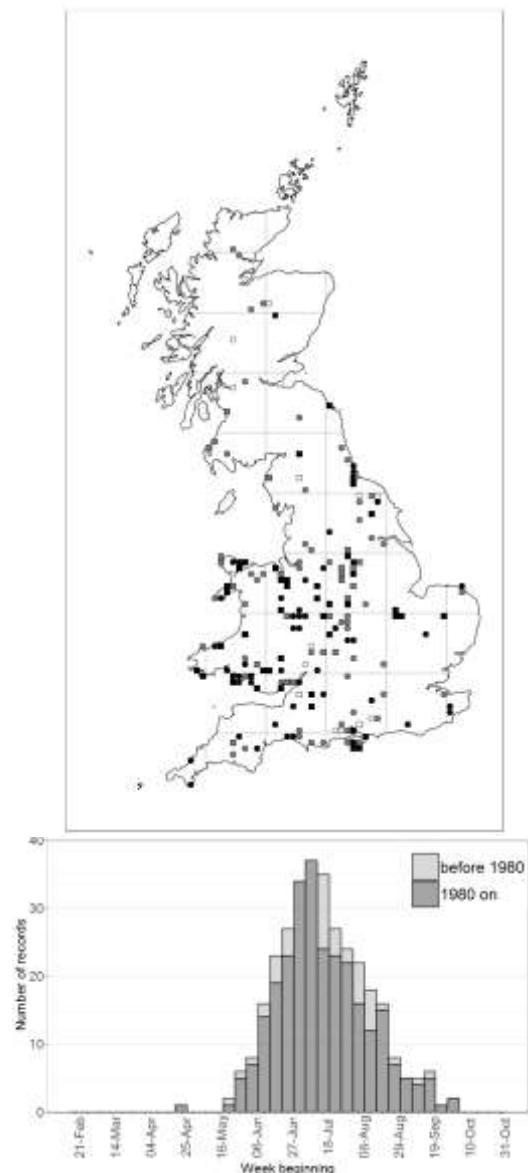 40
30
20
10
0
Number of records
before 1980
1980 on
21-Feb
14-Mar
04-Apr
25-Apr
16-May
06-Jun
27-Jun
18-Jul
08-Aug
29-Aug
19-Sep
10-Oct
31-Oct
Week beginning